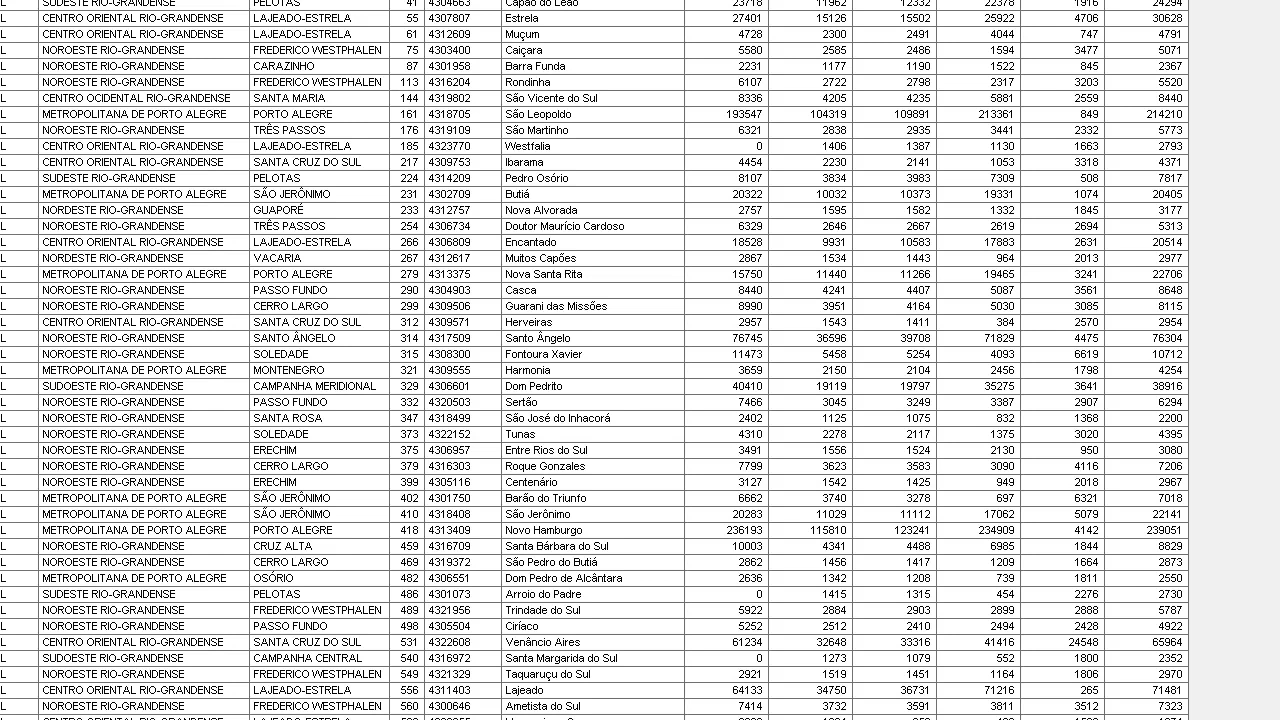 L SUDESTE RIO-GRANDENSE PELOTAS 41 4304663 Capão do Leão 23718 11962 12332 22378 1916 24294
L CENTRO ORIENTAL RIO-GRANDENSE LAJEADO-ESTRELA 55 4307807 Estrela 27401 15126 15502 25922 4706 30628
L CENTRO ORIENTAL RIO-GRANDENSE LAJEADO-ESTRELA 61 4312609 Muçum 4728 2300 2491 4044 747 4791
L NOROESTE RIO-GRANDENSE FREDERICO WESTPHALEN 75 4303400 Caiçara 5580 2585 2486 1594 3477 5071
L NOROESTE RIO-GRANDENSE CARAZINHO 87 4301958 Barra Funda 2231 1177 1190 1522 845 2367
L NOROESTE RIO-GRANDENSE FREDERICO WESTPHALEN 113 4316204 Rondinha 6107 2722 2798 2317 3203 5520
L CENTRO OCIDENTAL RIO-GRANDENSE SANTA MARIA 144 4319802 São Vicente do Sul 8336 4205 4235 5881 2559 8440
L METROPOLITANA DE PORTO ALEGRE PORTO ALEGRE 161 4318705 São Leopoldo 193547 104319 109891 213361 849 214210
L NOROESTE RIO-GRANDENSE TRÊS PASSOS 176 4319109 São Martinho 6321 2838 2935 3441 2332 5773
L CENTRO ORIENTAL RIO-GRANDENSE LAJEADO-ESTRELA 185 4323770 Westfalia 0 1406 1387 1130 1663 2793
L CENTRO ORIENTAL RIO-GRANDENSE SANTA CRUZ DO SUL 217 4309753 Ibarama 4454 2230 2141 1053 3318 4371
L SUDESTE RIO-GRANDENSE PELOTAS 224 4314209 Pedro Osório 8107 3834 3983 7309 508 7817
L METROPOLITANA DE PORTO ALEGRE SÃO JERÔNIMO 231 4302709 Butiá 20322 10032 10373 19331 1074 20405
L NORDESTE RIO-GRANDENSE GUAPORÉ 233 4312757 Nova Alvorada 2757 1595 1582 1332 1845 3177
L NOROESTE RIO-GRANDENSE TRÊS PASSOS 254 4306734 Doutor Maurício Cardoso 6329 2646 2667 2619 2694 5313
L CENTRO ORIENTAL RIO-GRANDENSE LAJEADO-ESTRELA 266 4306809 Encantado 18528 9931 10583 17883 2631 20514
L NORDESTE RIO-GRANDENSE VACARIA 267 4312617 Muitos Capões 2867 1534 1443 964 2013 2977
L METROPOLITANA DE PORTO ALEGRE PORTO ALEGRE 279 4313375 Nova Santa Rita 15750 11440 11266 19465 3241 22706
L NOROESTE RIO-GRANDENSE PASSO FUNDO 290 4304903 Casca 8440 4241 4407 5087 3561 8648
L NOROESTE RIO-GRANDENSE CERRO LARGO 299 4309506 Guarani das Missões 8990 3951 4164 5030 3085 8115
L CENTRO ORIENTAL RIO-GRANDENSE SANTA CRUZ DO SUL 312 4309571 Herveiras 2957 1543 1411 384 2570 2954
L NOROESTE RIO-GRANDENSE SANTO ÂNGELO 314 4317509 Santo Ângelo 76745 36596 39708 71829 4475 76304
L NOROESTE RIO-GRANDENSE SOLEDADE 315 4308300 Fontoura Xavier 11473 5458 5254 4093 6619 10712
L METROPOLITANA DE PORTO ALEGRE MONTENEGRO 321 4309555 Harmonia 3659 2150 2104 2456 1798 4254
L SUDOESTE RIO-GRANDENSE CAMPANHA MERIDIONAL 329 4306601 Dom Pedrito 40410 19119 19797 35275 3641 38916
L NOROESTE RIO-GRANDENSE PASSO FUNDO 332 4320503 Sertão 7466 3045 3249 3387 2907 6294
L NOROESTE RIO-GRANDENSE SANTA ROSA 347 4318499 São José do Inhacorá 2402 1125 1075 832 1368 2200
L NOROESTE RIO-GRANDENSE SOLEDADE 373 4322152 Tunas 4310 2278 2117 1375 3020 4395
L NOROESTE RIO-GRANDENSE ERECHIM 375 4306957 Entre Rios do Sul 3491 1556 1524 2130 950 3080
L NOROESTE RIO-GRANDENSE CERRO LARGO 379 4316303 Roque Gonzales 7799 3623 3583 3090 4116 7206
L NOROESTE RIO-GRANDENSE ERECHIM 399 4305116 Centenário 3127 1542 1425 949 2018 2967
L METROPOLITANA DE PORTO ALEGRE SÃO JERÔNIMO 402 4301750 Barão do Triunfo 6662 3740 3278 697 6321 7018
L METROPOLITANA DE PORTO ALEGRE SÃO JERÔNIMO 410 4318408 São Jerônimo 20283 11029 11112 17062 5079 22141
L METROPOLITANA DE PORTO ALEGRE PORTO ALEGRE 418 4313409 Novo Hamburgo 236193 115810 123241 234909 4142 239051
L NOROESTE RIO-GRANDENSE CRUZ ALTA 459 4316709 Santa Bárbara do Sul 10003 4341 4488 6985 1844 8829
L NOROESTE RIO-GRANDENSE CERRO LARGO 469 4319372 São Pedro do Butiá 2862 1456 1417 1209 1664 2873
L METROPOLITANA DE PORTO ALEGRE OSÓRIO 482 4306551 Dom Pedro de Alcântara 2636 1342 1208 739 1811 2550
L SUDESTE RIO-GRANDENSE PELOTAS 486 4301073 Arroio do Padre 0 1415 1315 454 2276 2730
L NOROESTE RIO-GRANDENSE FREDERICO WESTPHALEN 489 4321956 Trindade do Sul 5922 2884 2903 2899 2888 5787
L NOROESTE RIO-GRANDENSE PASSO FUNDO 498 4305504 Ciríaco 5252 2512 2410 2494 2428 4922
L CENTRO ORIENTAL RIO-GRANDENSE SANTA CRUZ DO SUL 531 4322608 Venâncio Aires 61234 32648 33316 41416 24548 65964
L SUDOESTE RIO-GRANDENSE CAMPANHA CENTRAL 540 4316972 Santa Margarida do Sul 0 1273 1079 552 1800 2352
L NOROESTE RIO-GRANDENSE FREDERICO WESTPHALEN 549 4321329 Taquaruçu do Sul 2921 1519 1451 1164 1806 2970
L CENTRO ORIENTAL RIO-GRANDENSE LAJEADO-ESTRELA 556 4311403 Lajeado 64133 34750 36731 71216 265 71481
L NOROESTE RIO-GRANDENSE FREDERICO WESTPHALEN 560 4300646 Ametista do Sul 7414 3732 3591 3811 3512 7323
L CENTRO ORIENTAL RIO-GRANDENSE LAJEADO-ESTRELA